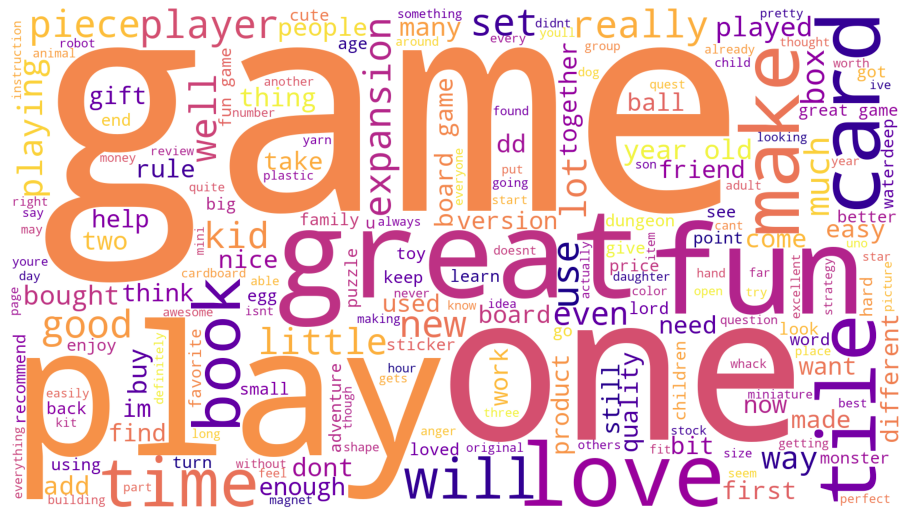 game
play
one
great
fun
love
card
tile
make
time
will
book
set
really
piece
player
people
cute
age
many
something
around
every
didnt
youll
group
already
pretty
thought
child
worth
played
box
got
ive
great game
looking
waterdeep
year
adult
better
easy
much
uno
robot
animal
instruction
playing
gift
end
thing
another
number
fun game
well
money
review
yarn
plastic
rule
take
quite
big
right
say
may
help
two
kid
mini
family
expansion
board game
everyone
dd
found
put
going
start
version
lot
together
dog
quest
ball
year old
son
friend
dungeon
see
cant
point
come
give
price
item
daughter
actually
color
use
even
lord
need
u
always
puzzle
toy
keep
never
doesnt
learn
used
know
idea
board
go
new
making
sticker
youre
day
page
nice
cardboard
able
isnt
egg
awesome
bought
think
good
enjoy
buy
im
favorite
little
small
hour
gets
adventure
though
hand
far
open
try
excellent
strategy
star
hard
picture
question
look
place
word
want
different
whack
miniature
best
now
made
getting
monster
size
seem
perfect
way
bit
first
stock
fit
children
quality
still
product
work
three
anger
loved
original
others
easily
back
kit
everything
recommend
find
definitely
long
using
turn
add
building
part
magnet
without
feel
shape
dont
enough